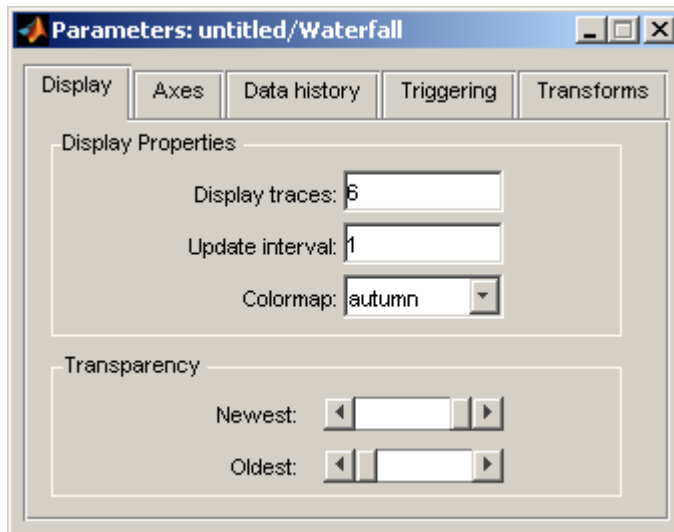 Parameters: untitled/Waterfall
Display Axes Data history Triggering Transforms
Display Properties
Display traces: 6
Update interval: 1
Colormap: autumn
Transparency
Newest:
Oldest: